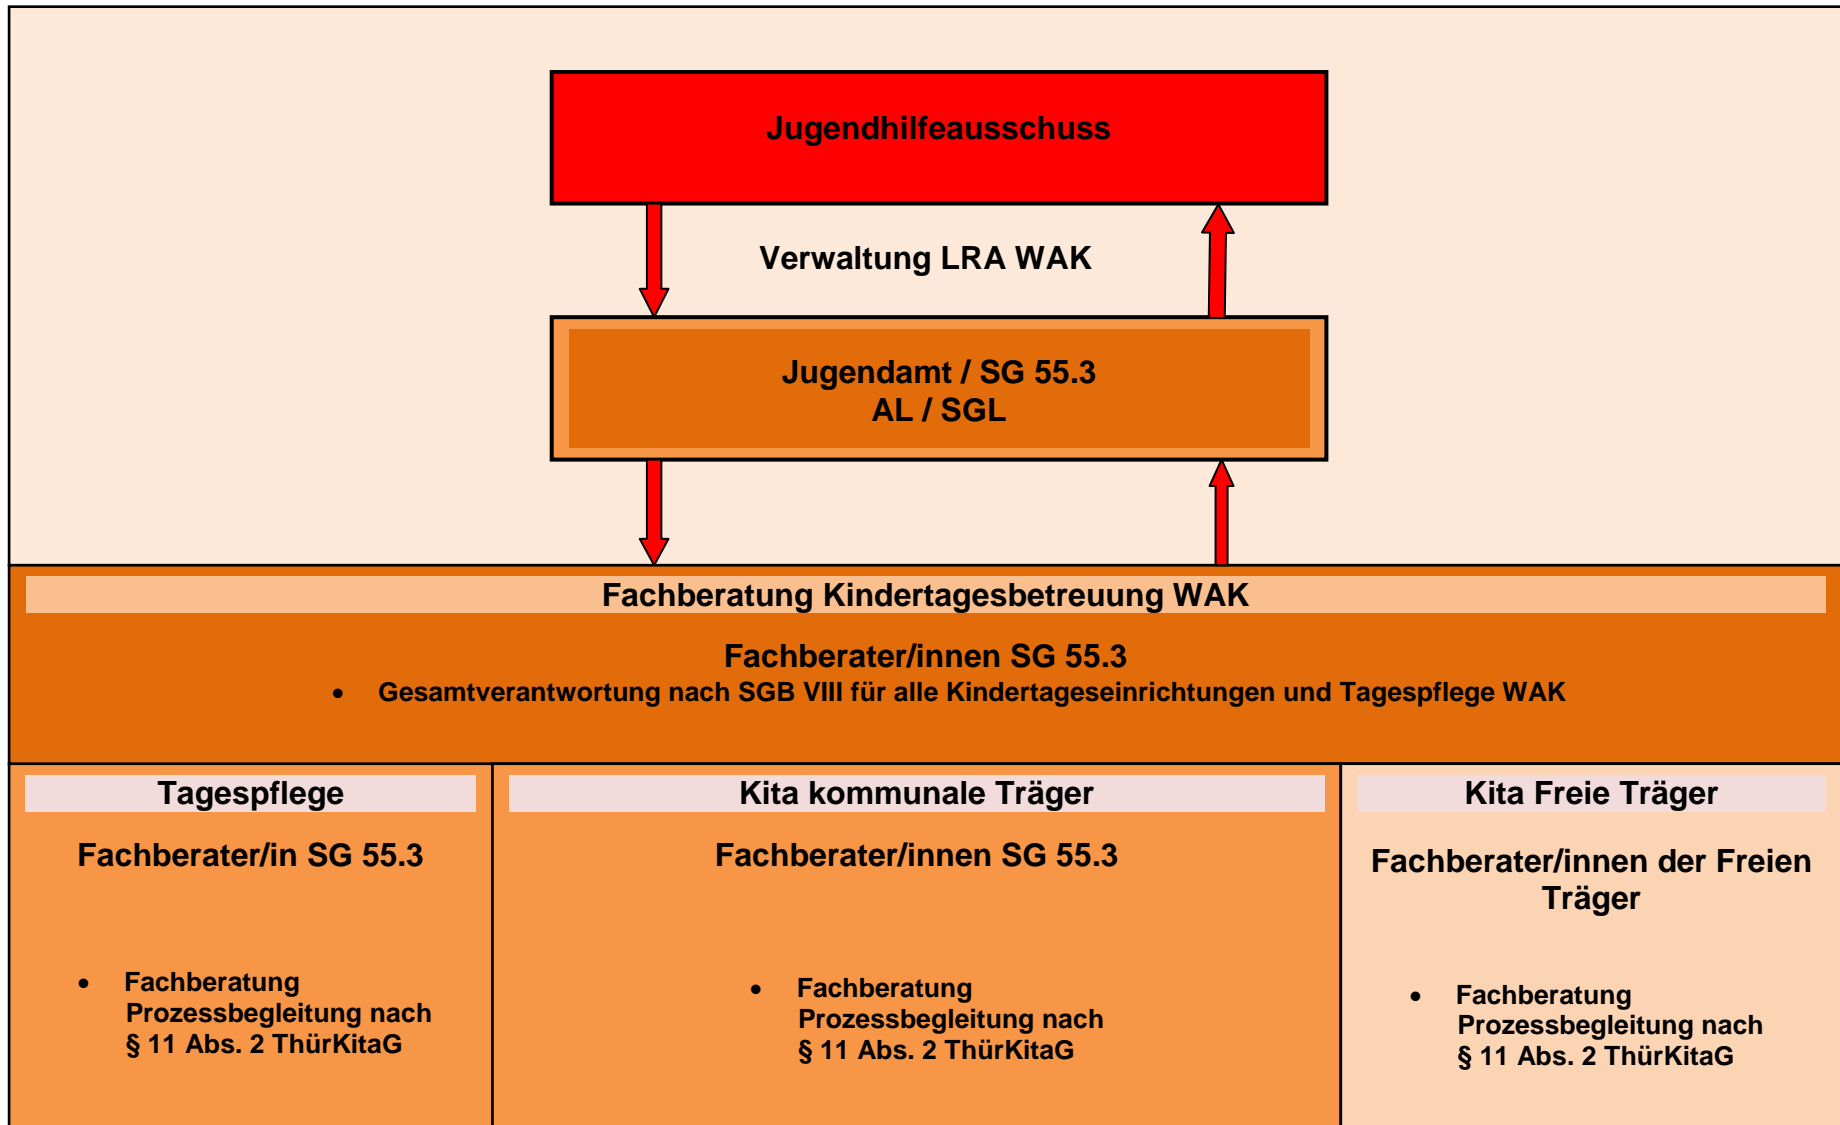 Jugendhilfeausschuss
Verwaltung LRA WAK
Jugendamt / SG 55.3
AL / SGL
Fachberatung Kindertagesbetreuung WAK
Fachberater/innen SG 55.3
• Gesamtverantwortung nach SGB VIII für alle Kindertageseinrichtungen und Tagespflege WAK
Tagespflege
Fachberater/in SG 55.3
• Fachberatung
Prozessbegleitung nach
§ 11 Abs. 2 ThürKitaG
Kita kommunale Träger
Fachberater/innen SG 55.3
• Fachberatung
Prozessbegleitung nach
§ 11 Abs. 2 ThürKitaG
Kita Freie Träger
Fachberater/innen der Freien
Träger
• Fachberatung
Prozessbegleitung nach
§ 11 Abs. 2 ThürKitaG